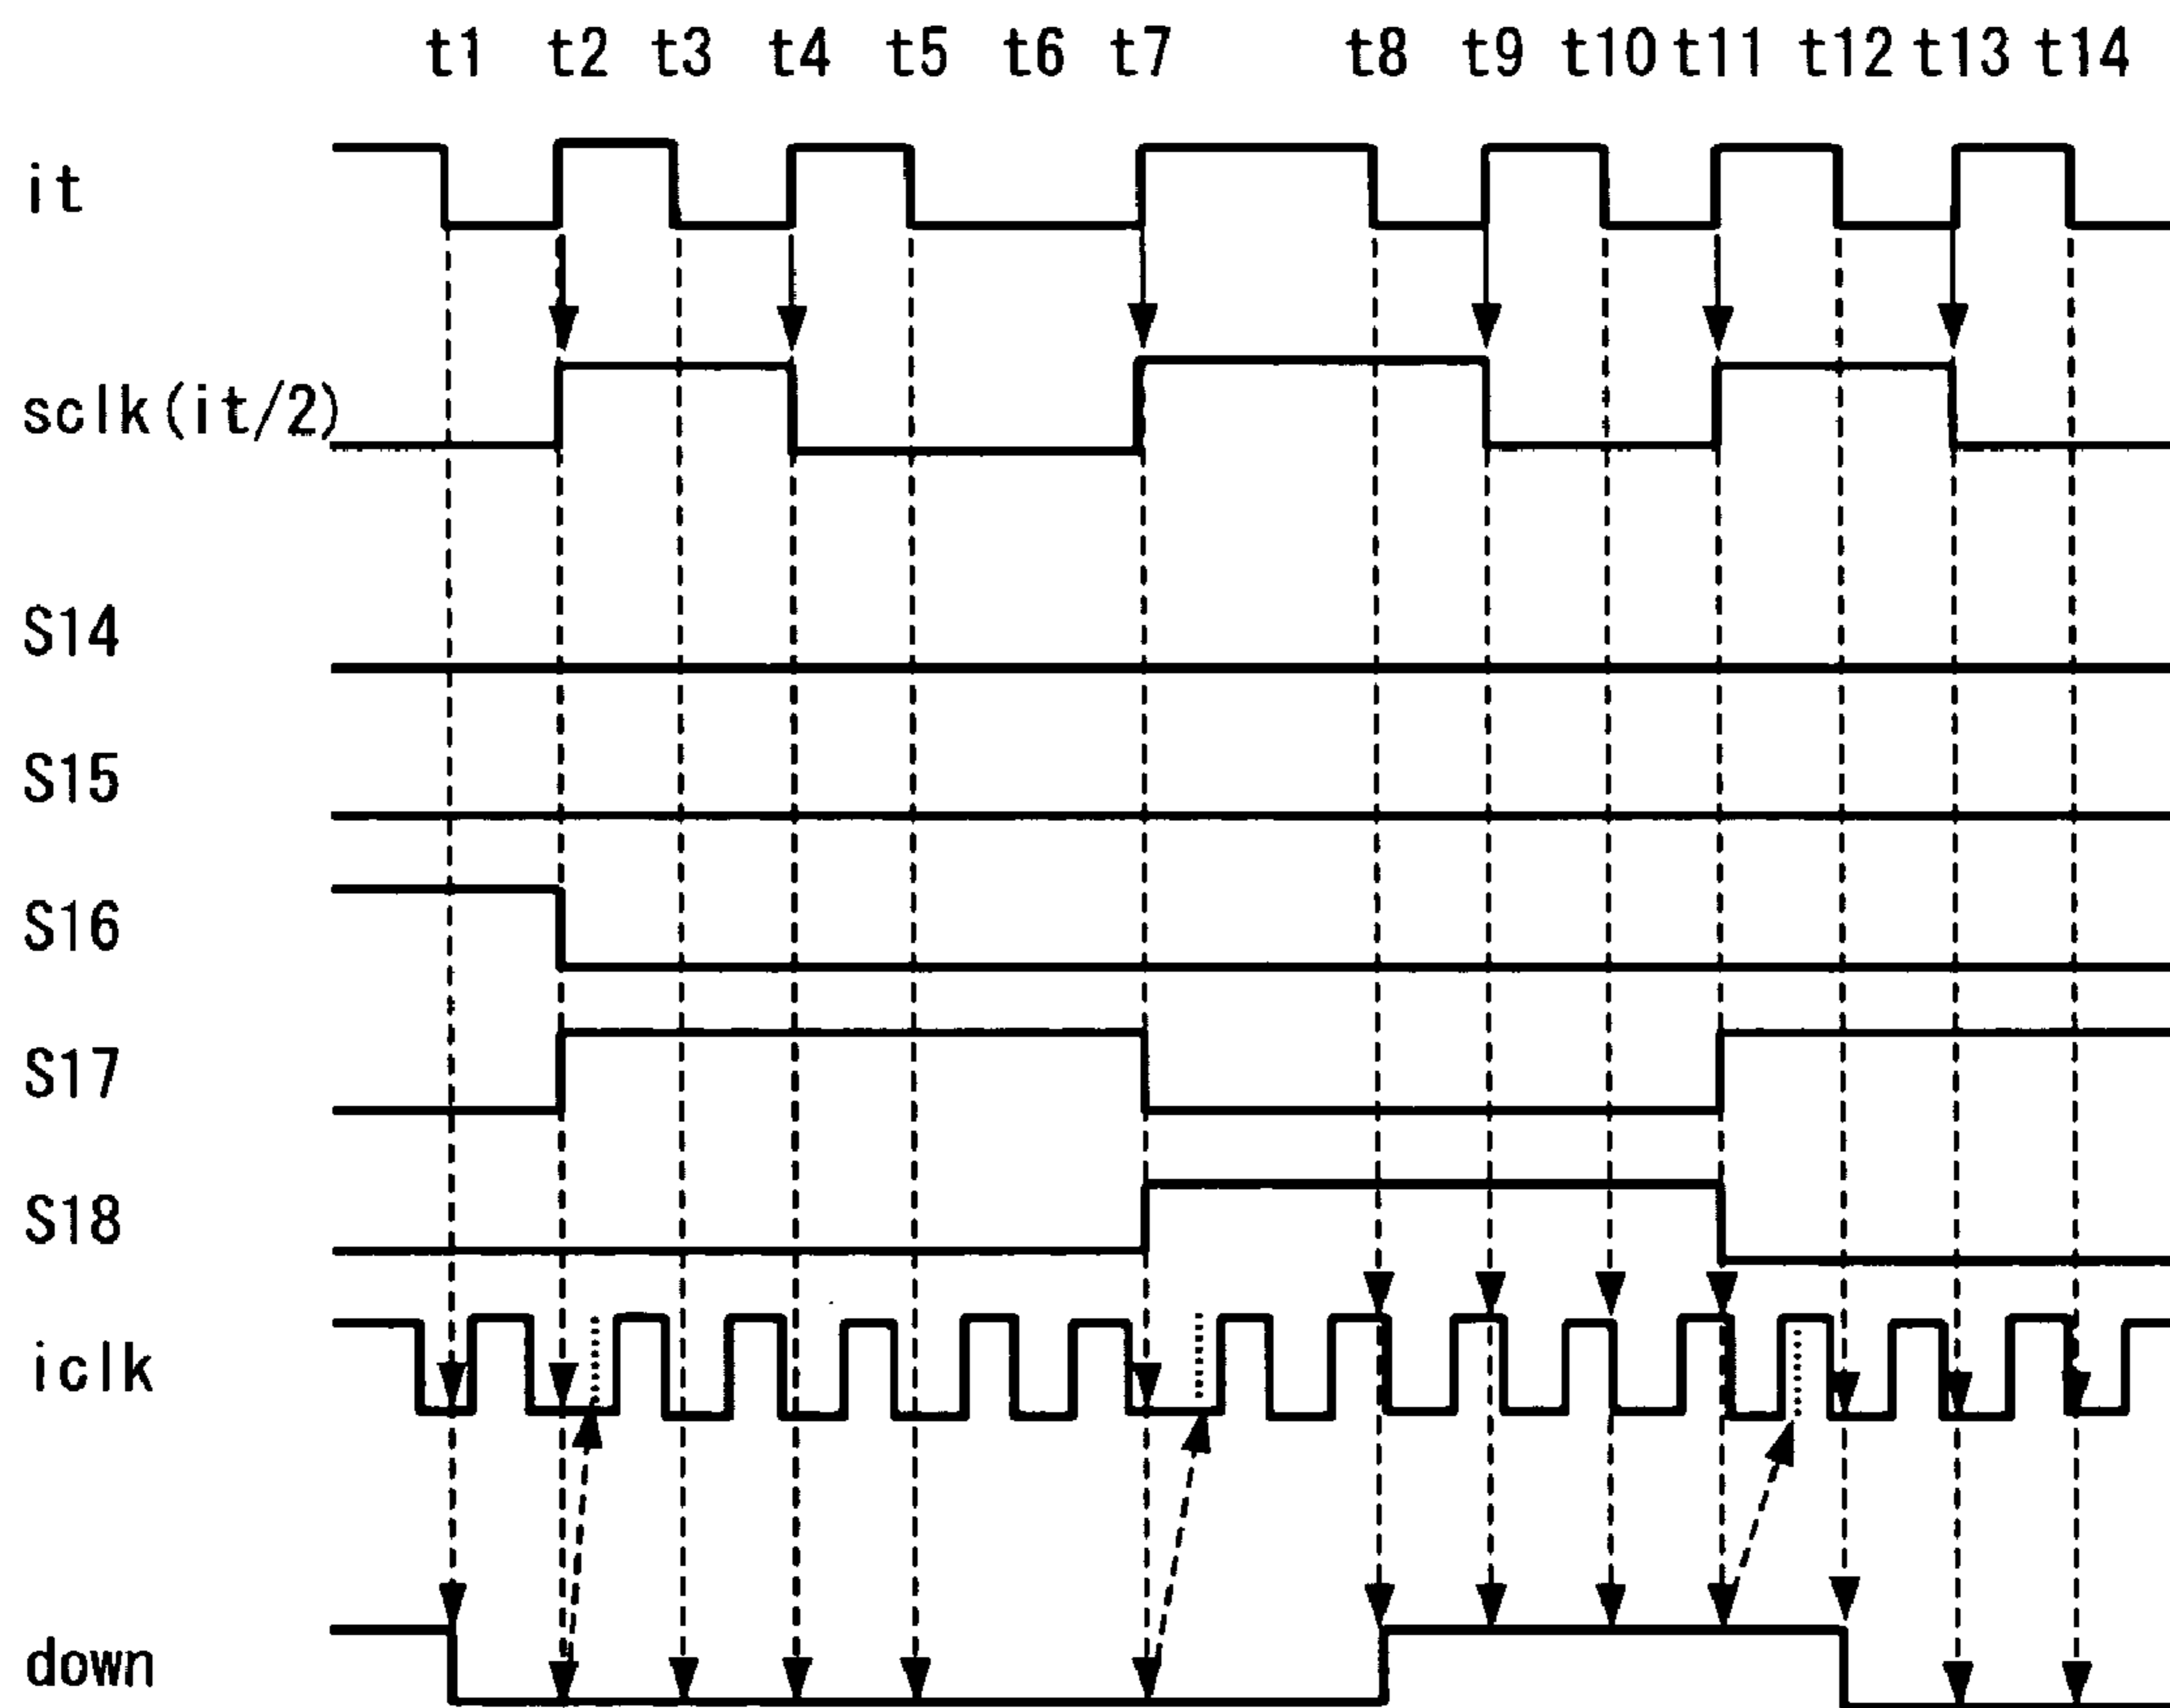 t1 t2 t3 t4 t5 t6 t7 t8 t9 t10 t11 t12 t13 t14
it
sclk(it/2)
S14
S15
S16
S17
S18
iclk
down